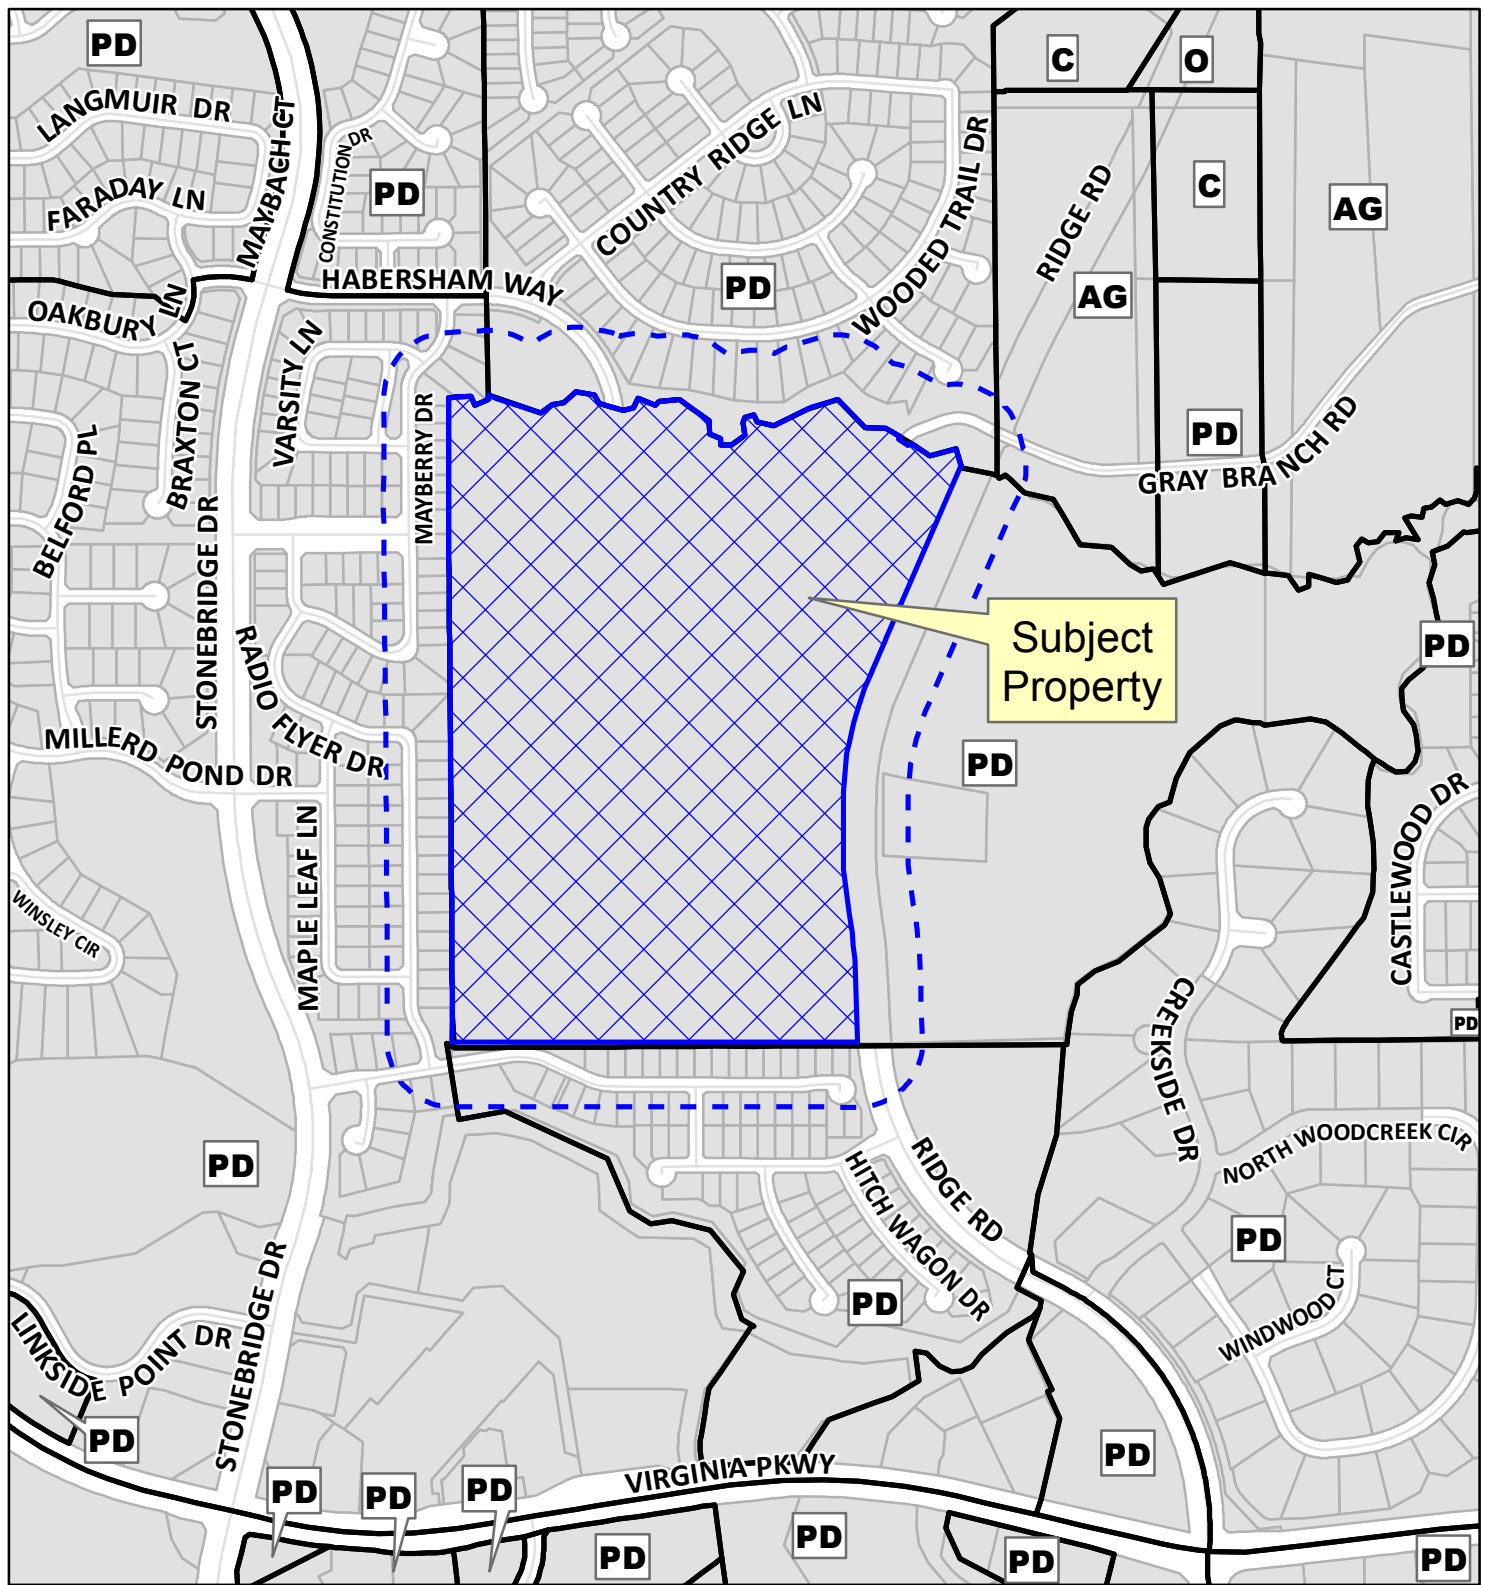 PD
C
O
LANGMUIR DR
MAYBACH CT
CONSTITUTION DR
PD
COUNTRY RIDGE LN
WOODED TRAIL DR
RIDGE RD
C
AG
FARADAY LN
HABERSHAM WAY
PD
AG
OAKBURY LN
VARSITY LN
BRAXTON CT
MAYBERRY DR
PD
GRAY BRANCH RD
BELFORD PL
STONEBRIDGE DR
Subject
Property
PD
RADIO FLYER DR
MILLERD POND DR
PD
CASTLEWOOD DR
MAPLE LEAF LN
WINSLEY CIR
PD
CREEKSIDE DR
NORTH WOODCREEK CIR
PD
HITCH WAGON DR
RIDGE RD
PD
PD
WINDWOOD CT
STONEBRIDGE DR
LINKSIDE POINT DR
PD
PD
VIRGINIA PKWY
PD
PD
PD
PD
PD
PD
PD